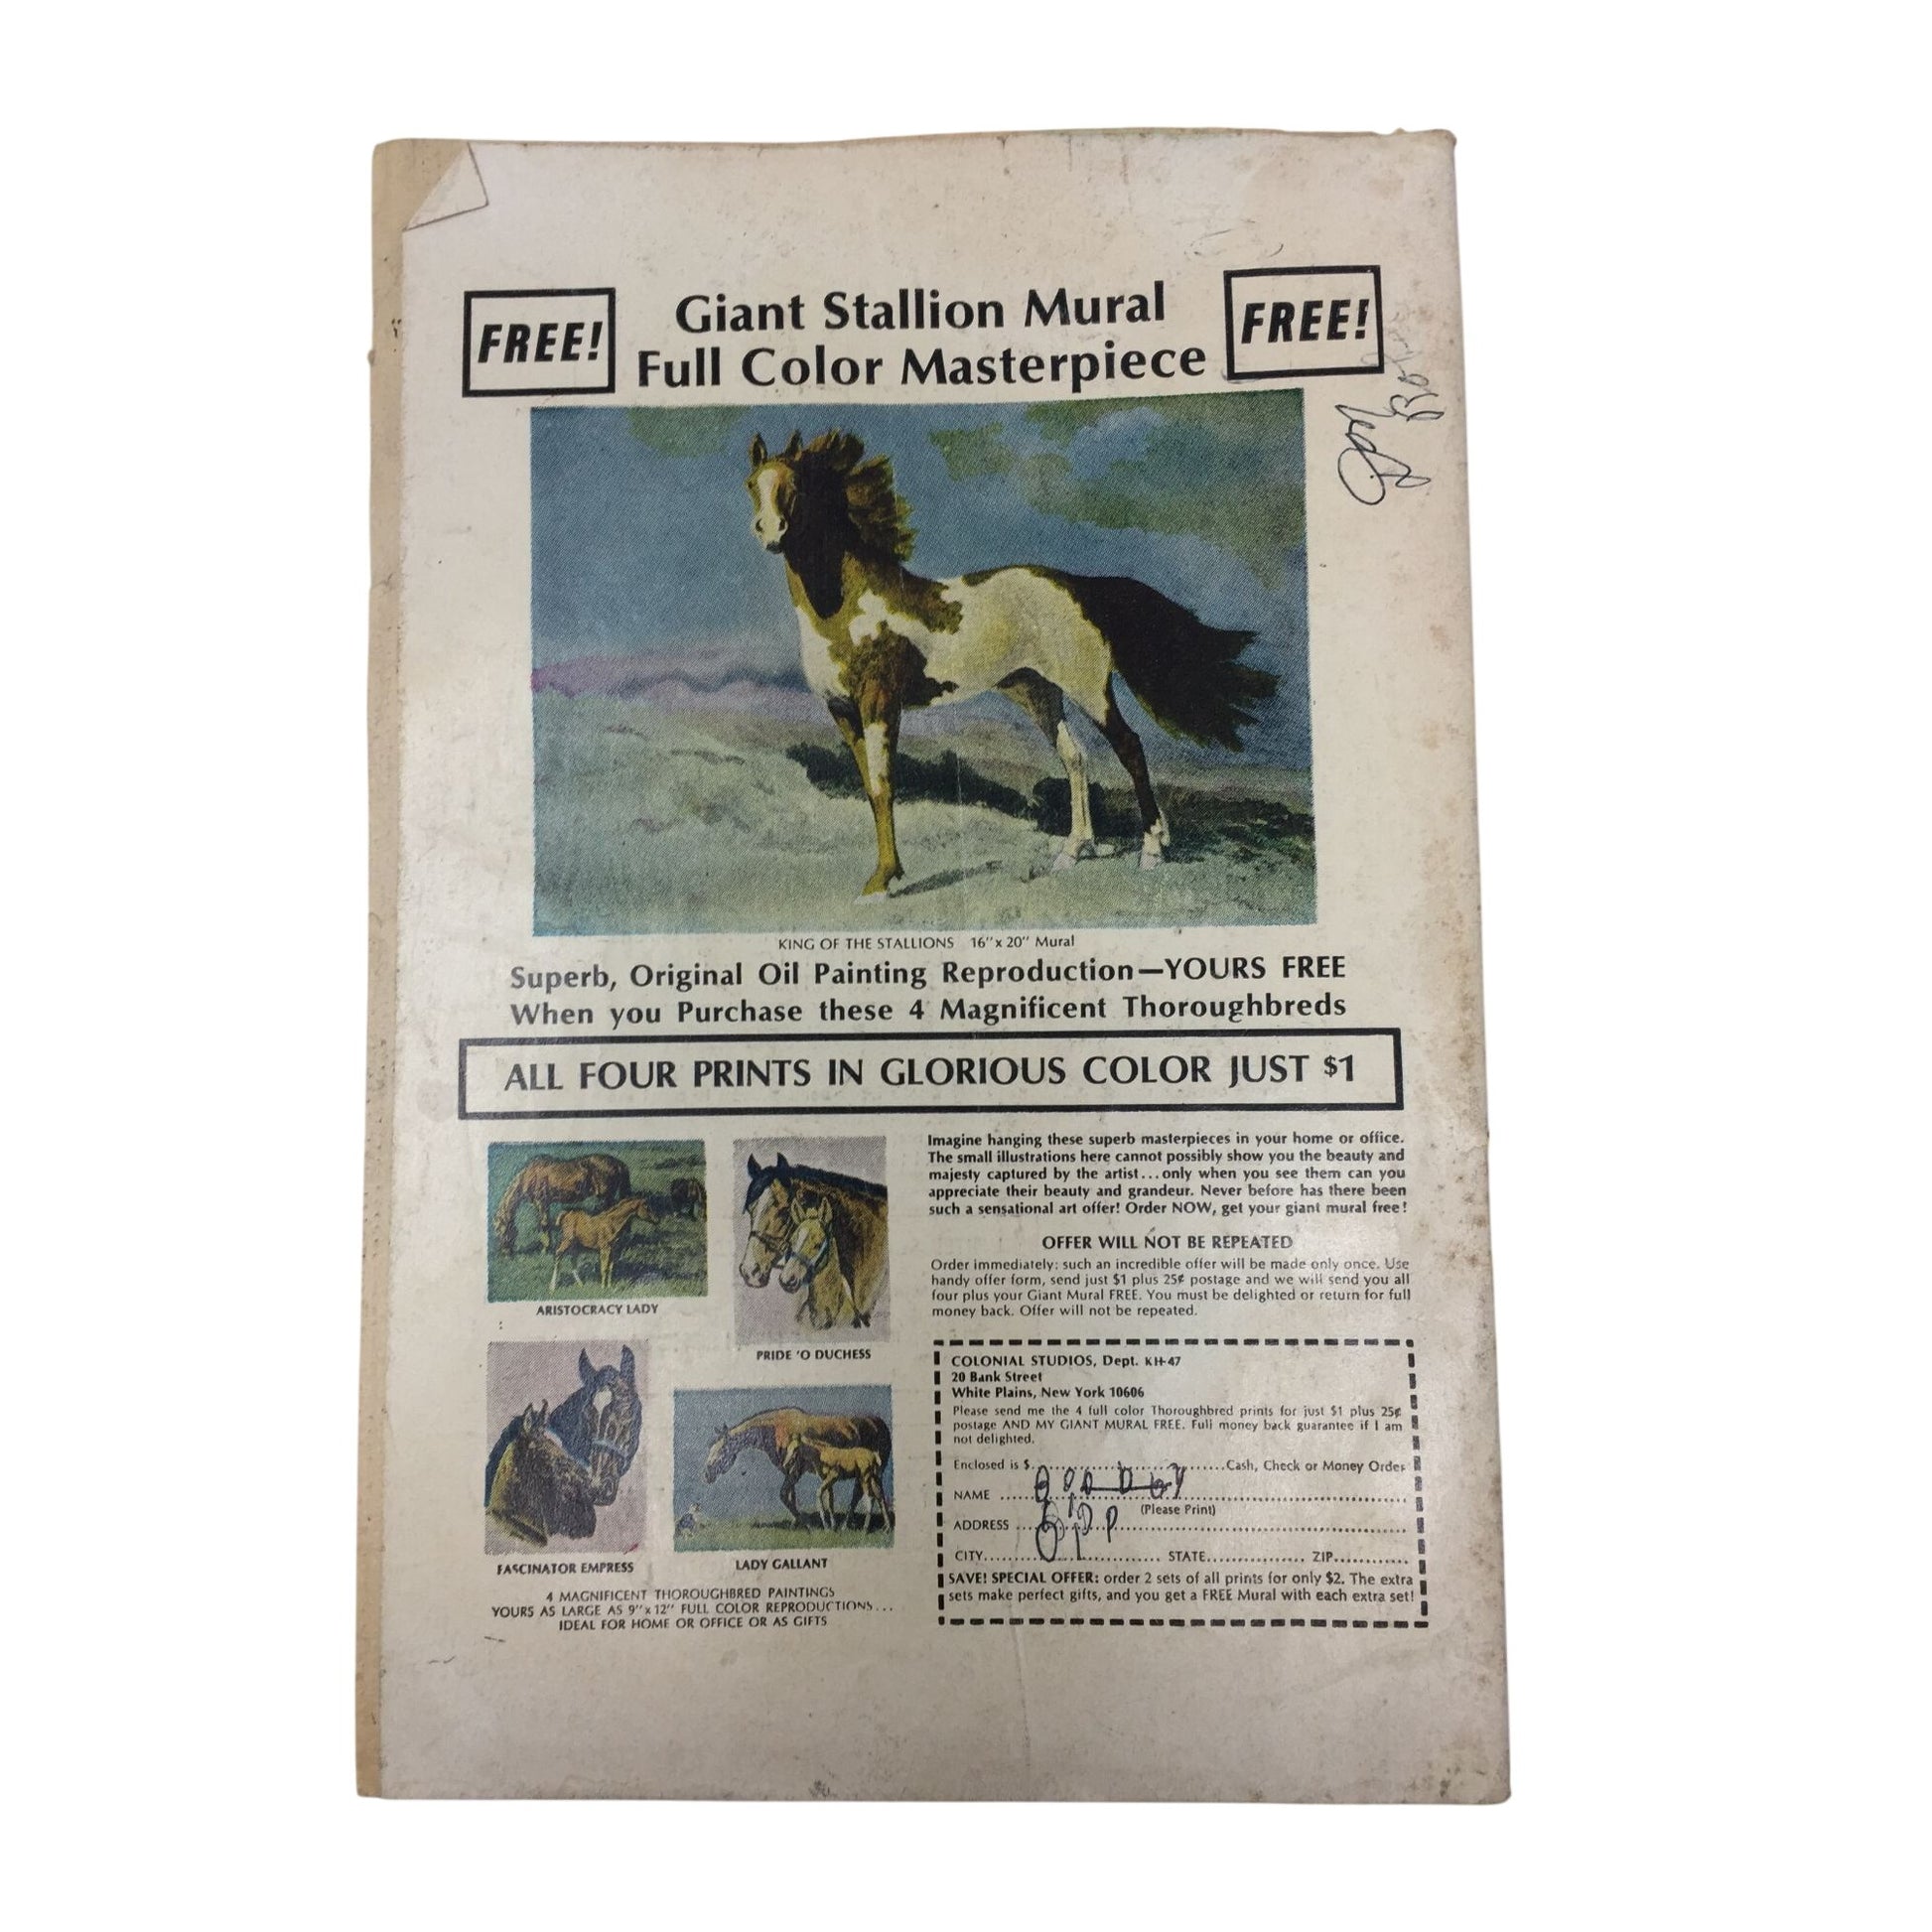 FREE!
Giant Stallion Mural
Full Color Masterpiece
FREE!
KING OF THE STALLIONS 16"x 20" Mural
Superb, Original Oil Painting Reproduction—YOURS FREE
When you Purchase these 4 Magnificent Thoroughbreds
ALL FOUR PRINTS IN GLORIOUS COLOR JUST $1
ARISTOCRACY LADY
PRIDE 'O DUCHESS
FASCINATOR EMPRESS
LADY GALLANT
4 MAGNIFICENT THOROUGHBRED PAINTINGS
YOURS AS LARGE AS 9"x12" FULL COLOR REPRODUCTIONS...
IDEAL FOR HOME OR OFFICE OR AS GIFTS
Imagine hanging these superb masterpieces in your home or office.
The small illustrations here cannot possibly show you the beauty and
majesty captured by the artist...only when you see them can you
appreciate their beauty and grandeur. Never before has there been
such a sensational art offer! Order NOW, get your giant mural free!
OFFER WILL NOT BE REPEATED
Order immediately: such an incredible offer will be made only once. Use
handy offer form, send just $1 plus 25¢ postage and we will send you all
four plus your Giant Mural FREE. You must be delighted or return for full
money back. Offer will not be repeated.
COLONIAL STUDIOS, Dept. KH-47
20 Bank Street
White Plains, New York 10606
Please send me the 4 full color Thoroughbred prints for just $1 plus 25¢
postage AND MY GIANT MURAL FREE. Full money back guarantee if I am
not delighted.
Enclosed is $..............................Cash, Check or Money Order
NAME
(Please Print)
ADDRESS
CITY.............................. STATE................ ZIP............
SAVE! SPECIAL OFFER: order 2 sets of all prints for only $2. The extra
sets make perfect gifts, and you get a FREE Mural with each extra set!